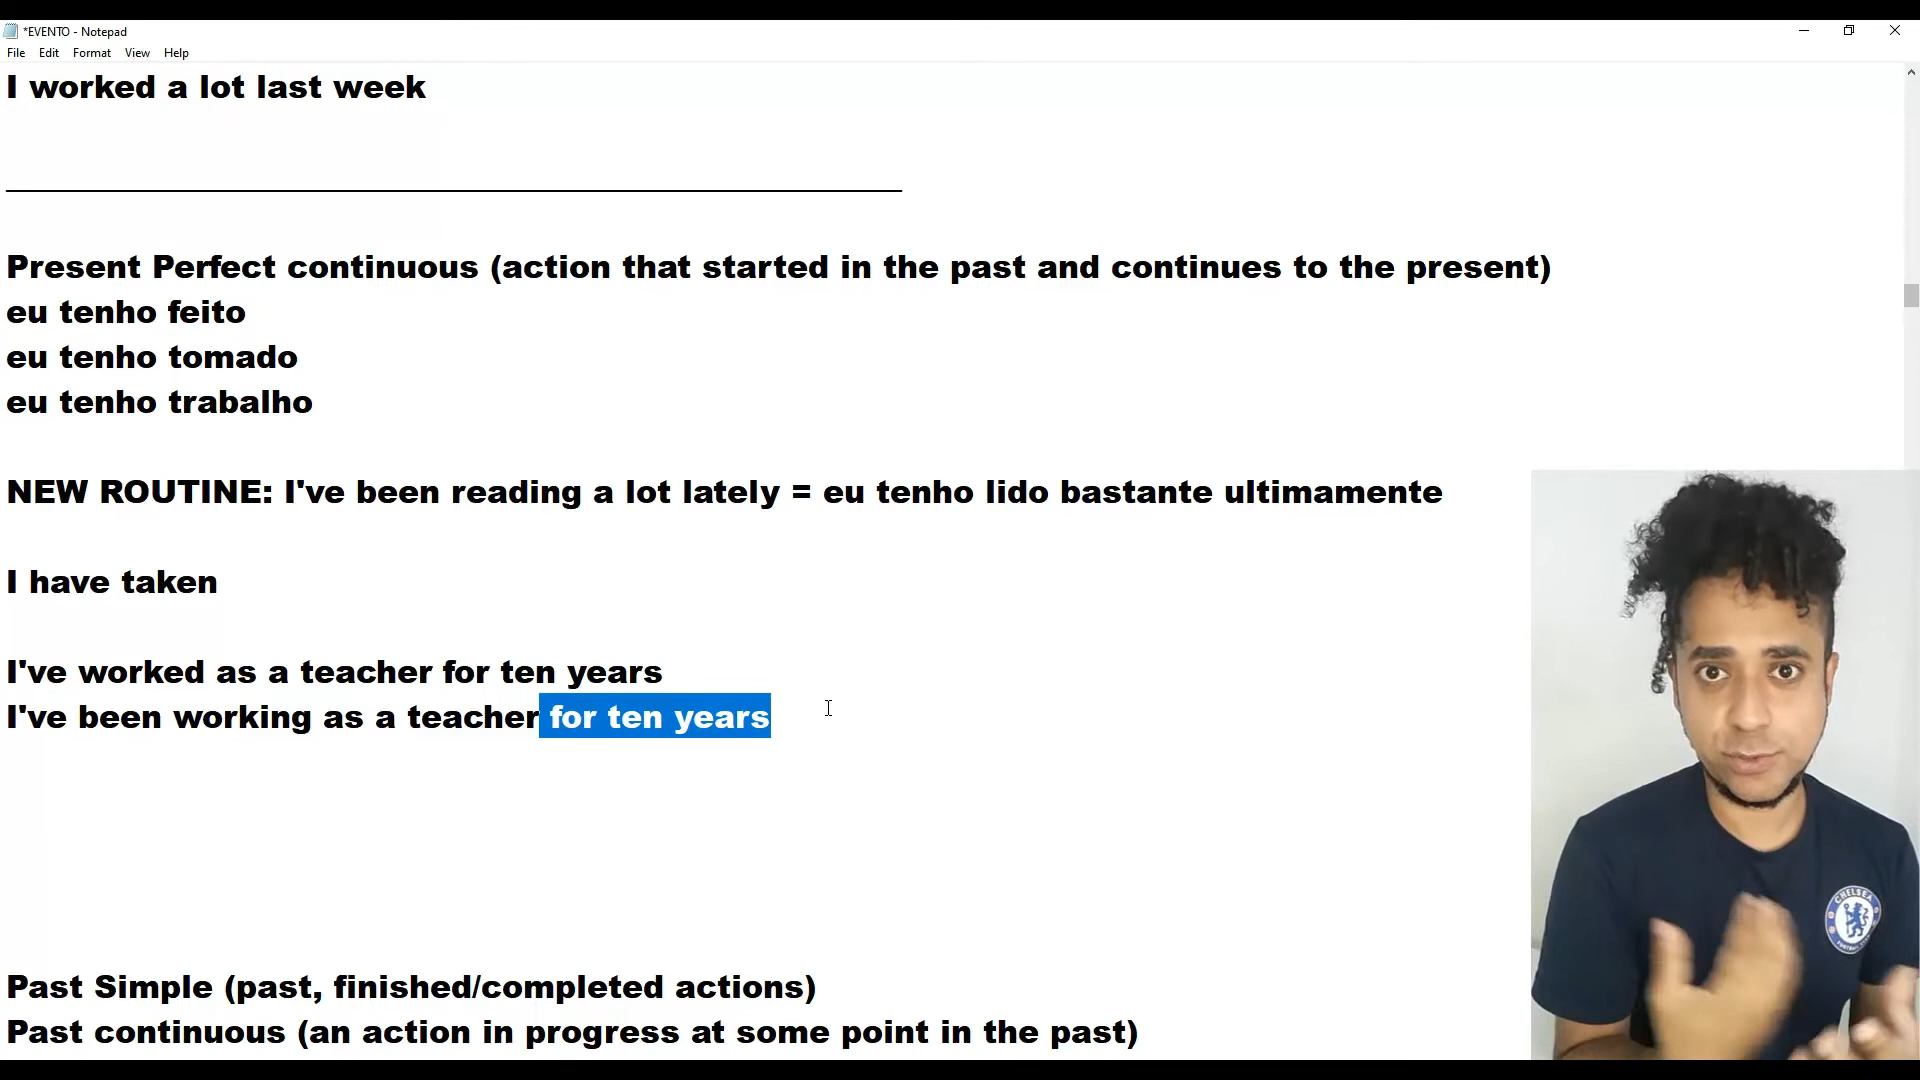 *EVENTO - Notepad
File Edit Format View Help
I worked a lot last week
Present Perfect continuous (action that started in the past and continues to the present)
eu tenho feito
eu tenho tomado
eu tenho trabalho
NEW ROUTINE: I've been reading a lot lately = eu tenho lido bastante ultimamente
I have taken
I've worked as a teacher for ten years
I've been working as a teacher for ten years
CHELSEA
FOOTBALL CLUB
Past Simple (past, finished/completed actions)
Past continuous (an action in progress at some point in the past)